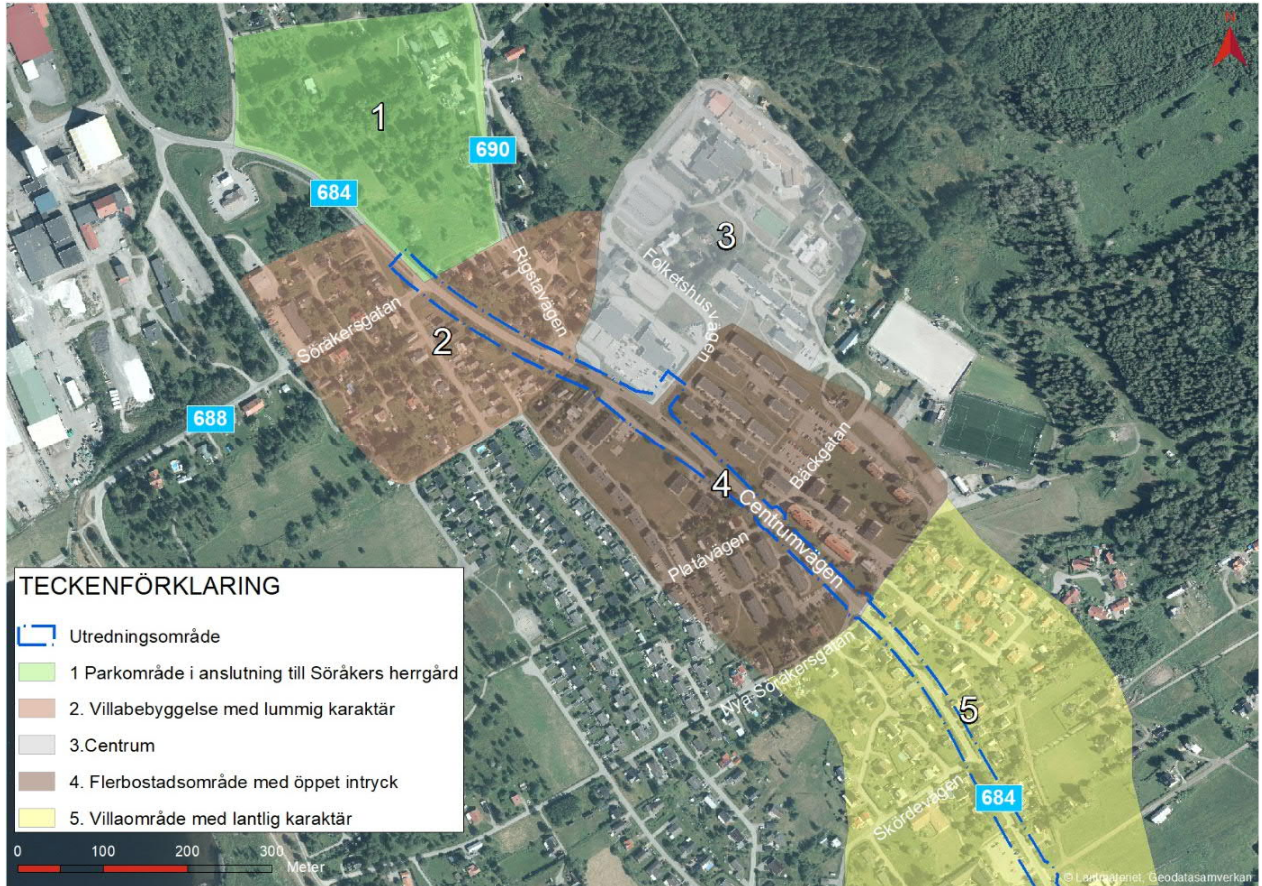 N
1
690
684
3
Rigstavägen
Folketshusvägen
Söråkersgatan
2
688
Bäckgatan
4
Centrumvägen
Platåvägen
Nya Söråkersgatan
5
684
Skördevägen
TECKENFÖRKLARING
Utredningsområde
1 Parkområde i anslutning till Söråkers herrgård
2. Villabebyggelse med lummig karaktär
3.Centrum
4. Flerbostadsområde med öppet intryck
5. Villaområde med lantlig karaktär
0 100 200 300
Meter
© Lantmäteriet, Geodatasamverkan